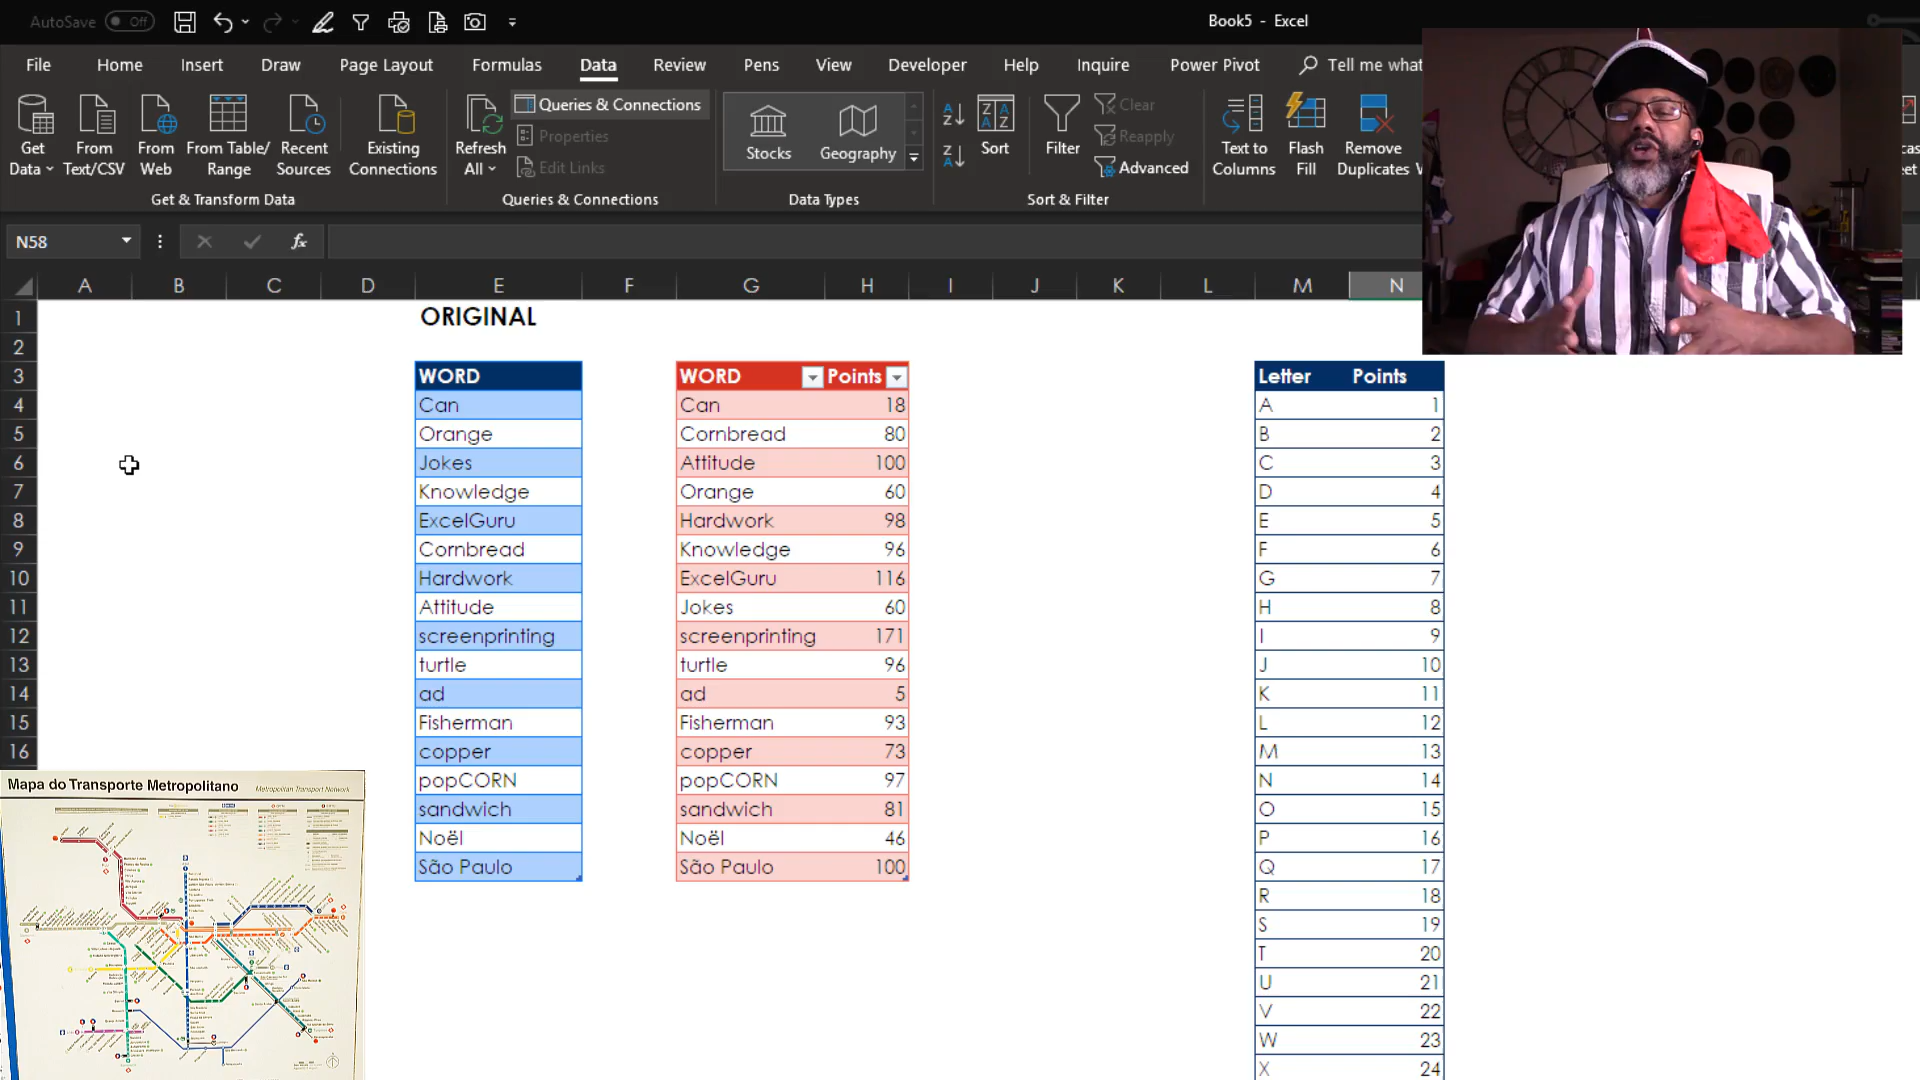 AutoSave Off
Book5 - Excel
File Home Insert Draw Page Layout Formulas Data Review Pens View Developer Help Inquire Power Pivot Tell me what
Get Data
From Text/CSV
From Web
From Table/ Range
Recent Sources
Existing Connections
Get & Transform Data
Refresh All
Queries & Connections
Properties
Edit Links
Queries & Connections
Stocks
Geography
Data Types
Sort
Filter
Clear
Reapply
Advanced
Sort & Filter
Text to Columns
Flash Fill
Remove Duplicates
N58
fx
A B C D E F G H I J K L M N
1 ORIGINAL
2
3 WORD WORD Points Letter Points
4 Can Can 18 A 1
5 Orange Cornbread 80 B 2
6 Jokes Attitude 100 C 3
7 Knowledge Orange 60 D 4
8 ExcelGuru Hardwork 98 E 5
9 Cornbread Knowledge 96 F 6
10 Hardwork ExcelGuru 116 G 7
11 Attitude Jokes 60 H 8
12 screenprinting screenprinting 171 I 9
13 turtle turtle 96 J 10
14 ad ad 5 K 11
15 Fisherman Fisherman 93 L 12
16 copper copper 73 M 13
popCORN popCORN 97 N 14
sandwich sandwich 81 O 15
Noël Noël 46 P 16
São Paulo São Paulo 100 Q 17
R 18
S 19
T 20
U 21
V 22
W 23
X 24
Mapa do Transporte Metropolitano Metropolitan Transport Network